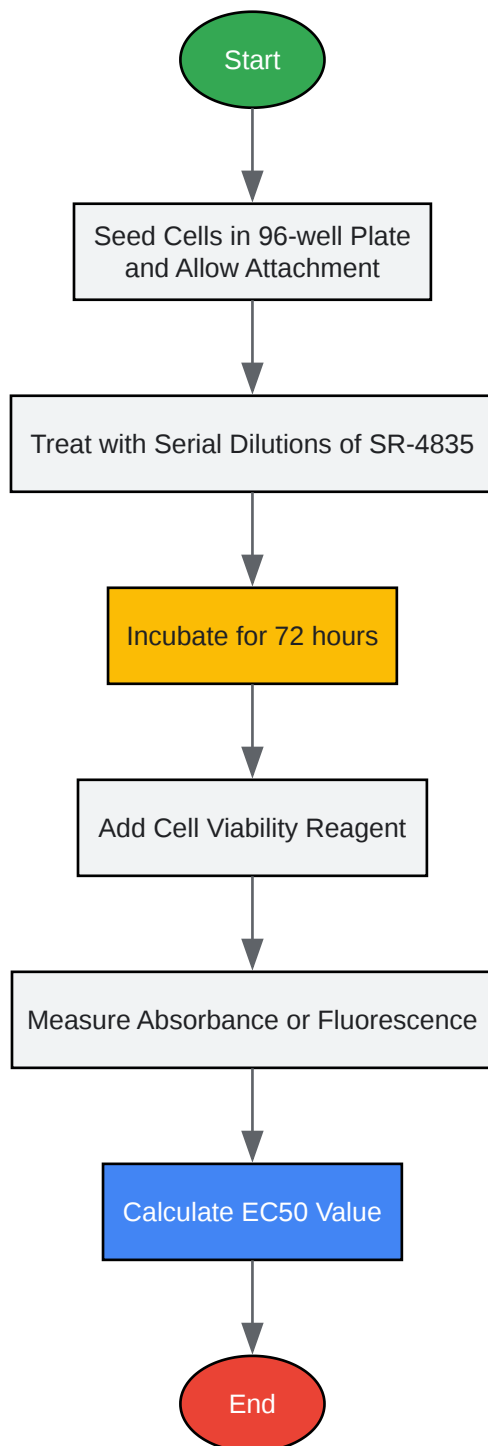 Start
Seed Cells in 96-well Plate
and Allow Attachment
Treat with Serial Dilutions of SR-4835
Incubate for 72 hours
Add Cell Viability Reagent
Measure Absorbance or Fluorescence
Calculate EC50 Value
End